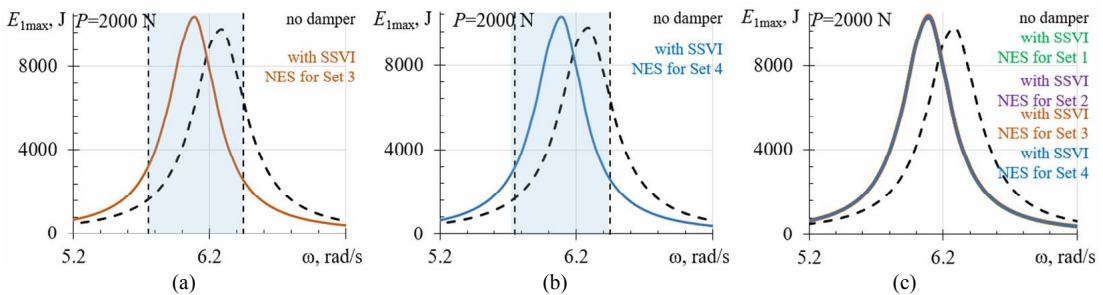 E1max, J P=2000 N no damper
with SSVI
NES for Set 3
8000
4000
0
5.2 6.2 ω, rad/s
(a)
E1max, J P=2000 N no damper
with SSVI
NES for Set 4
8000
4000
0
5.2 6.2 ω, rad/s
(b)
E1max, J P=2000 N no damper
with SSVI
NES for Set 1
with SSVI
NES for Set 2
with SSVI
NES for Set 3
with SSVI
NES for Set 4
8000
4000
0
5.2 6.2 ω, rad/s
(c)